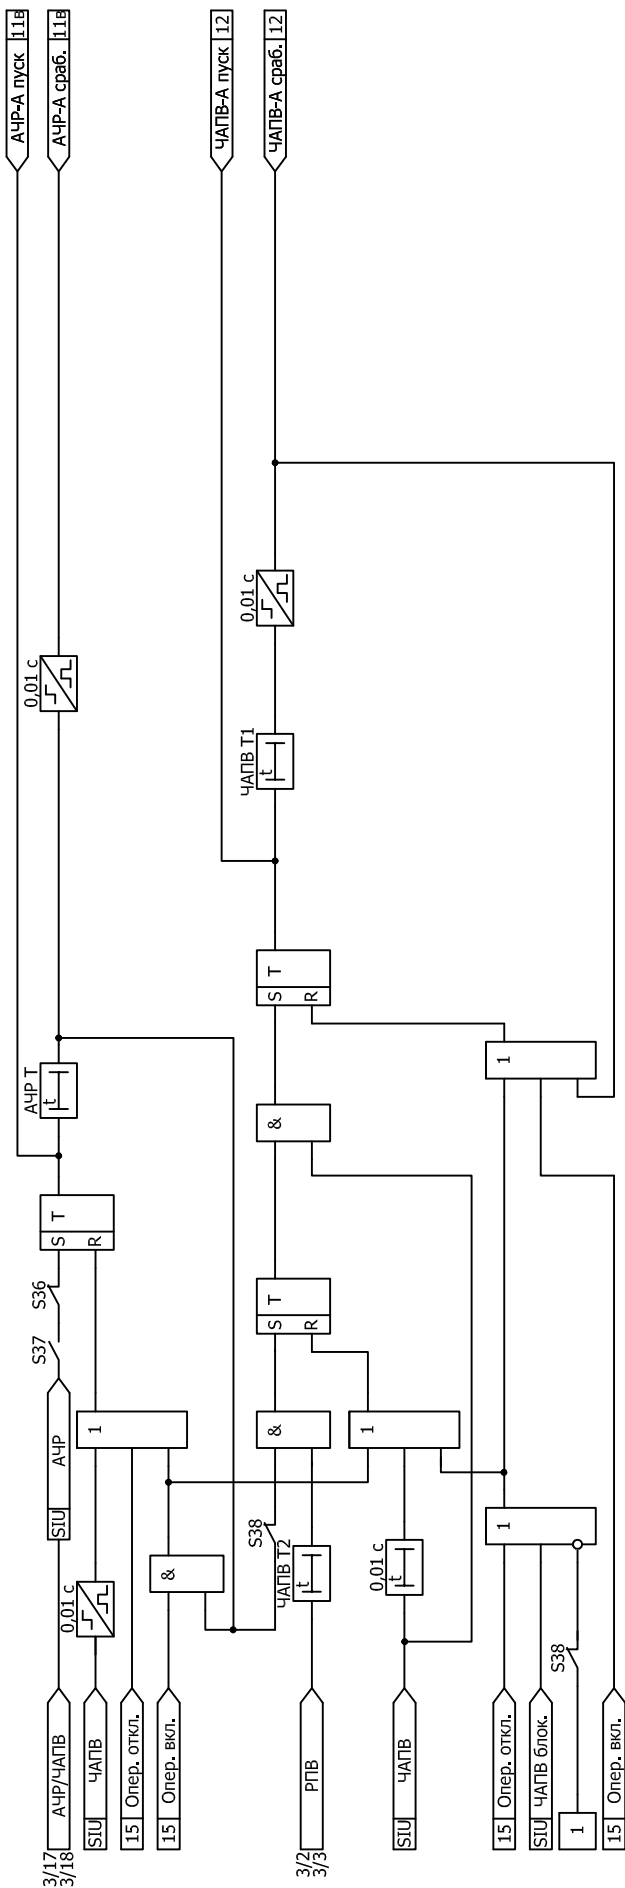 3/17
3/18
АЧР/ЧАПВ
SIU
АЧР
S37
S36
S
T
R
АЧР Т
t
0,01 с
АЧР-А пуск
11в
АЧР-А сраб.
11в
SIU
ЧАПВ
0,01 с
15
Опер. откл.
15
Опер. вкл.
1
&
S38
3/2
3/3
РПВ
ЧАПВ Т2
t
&
S
T
R
&
S
T
R
ЧАПВ Т1
t
0,01 с
ЧАПВ-А пуск
12
ЧАПВ-А сраб.
12
SIU
ЧАПВ
0,01 с
t
1
15
Опер. откл.
SIU
ЧАПВ блок.
1
S38
15
Опер. вкл.
1
1